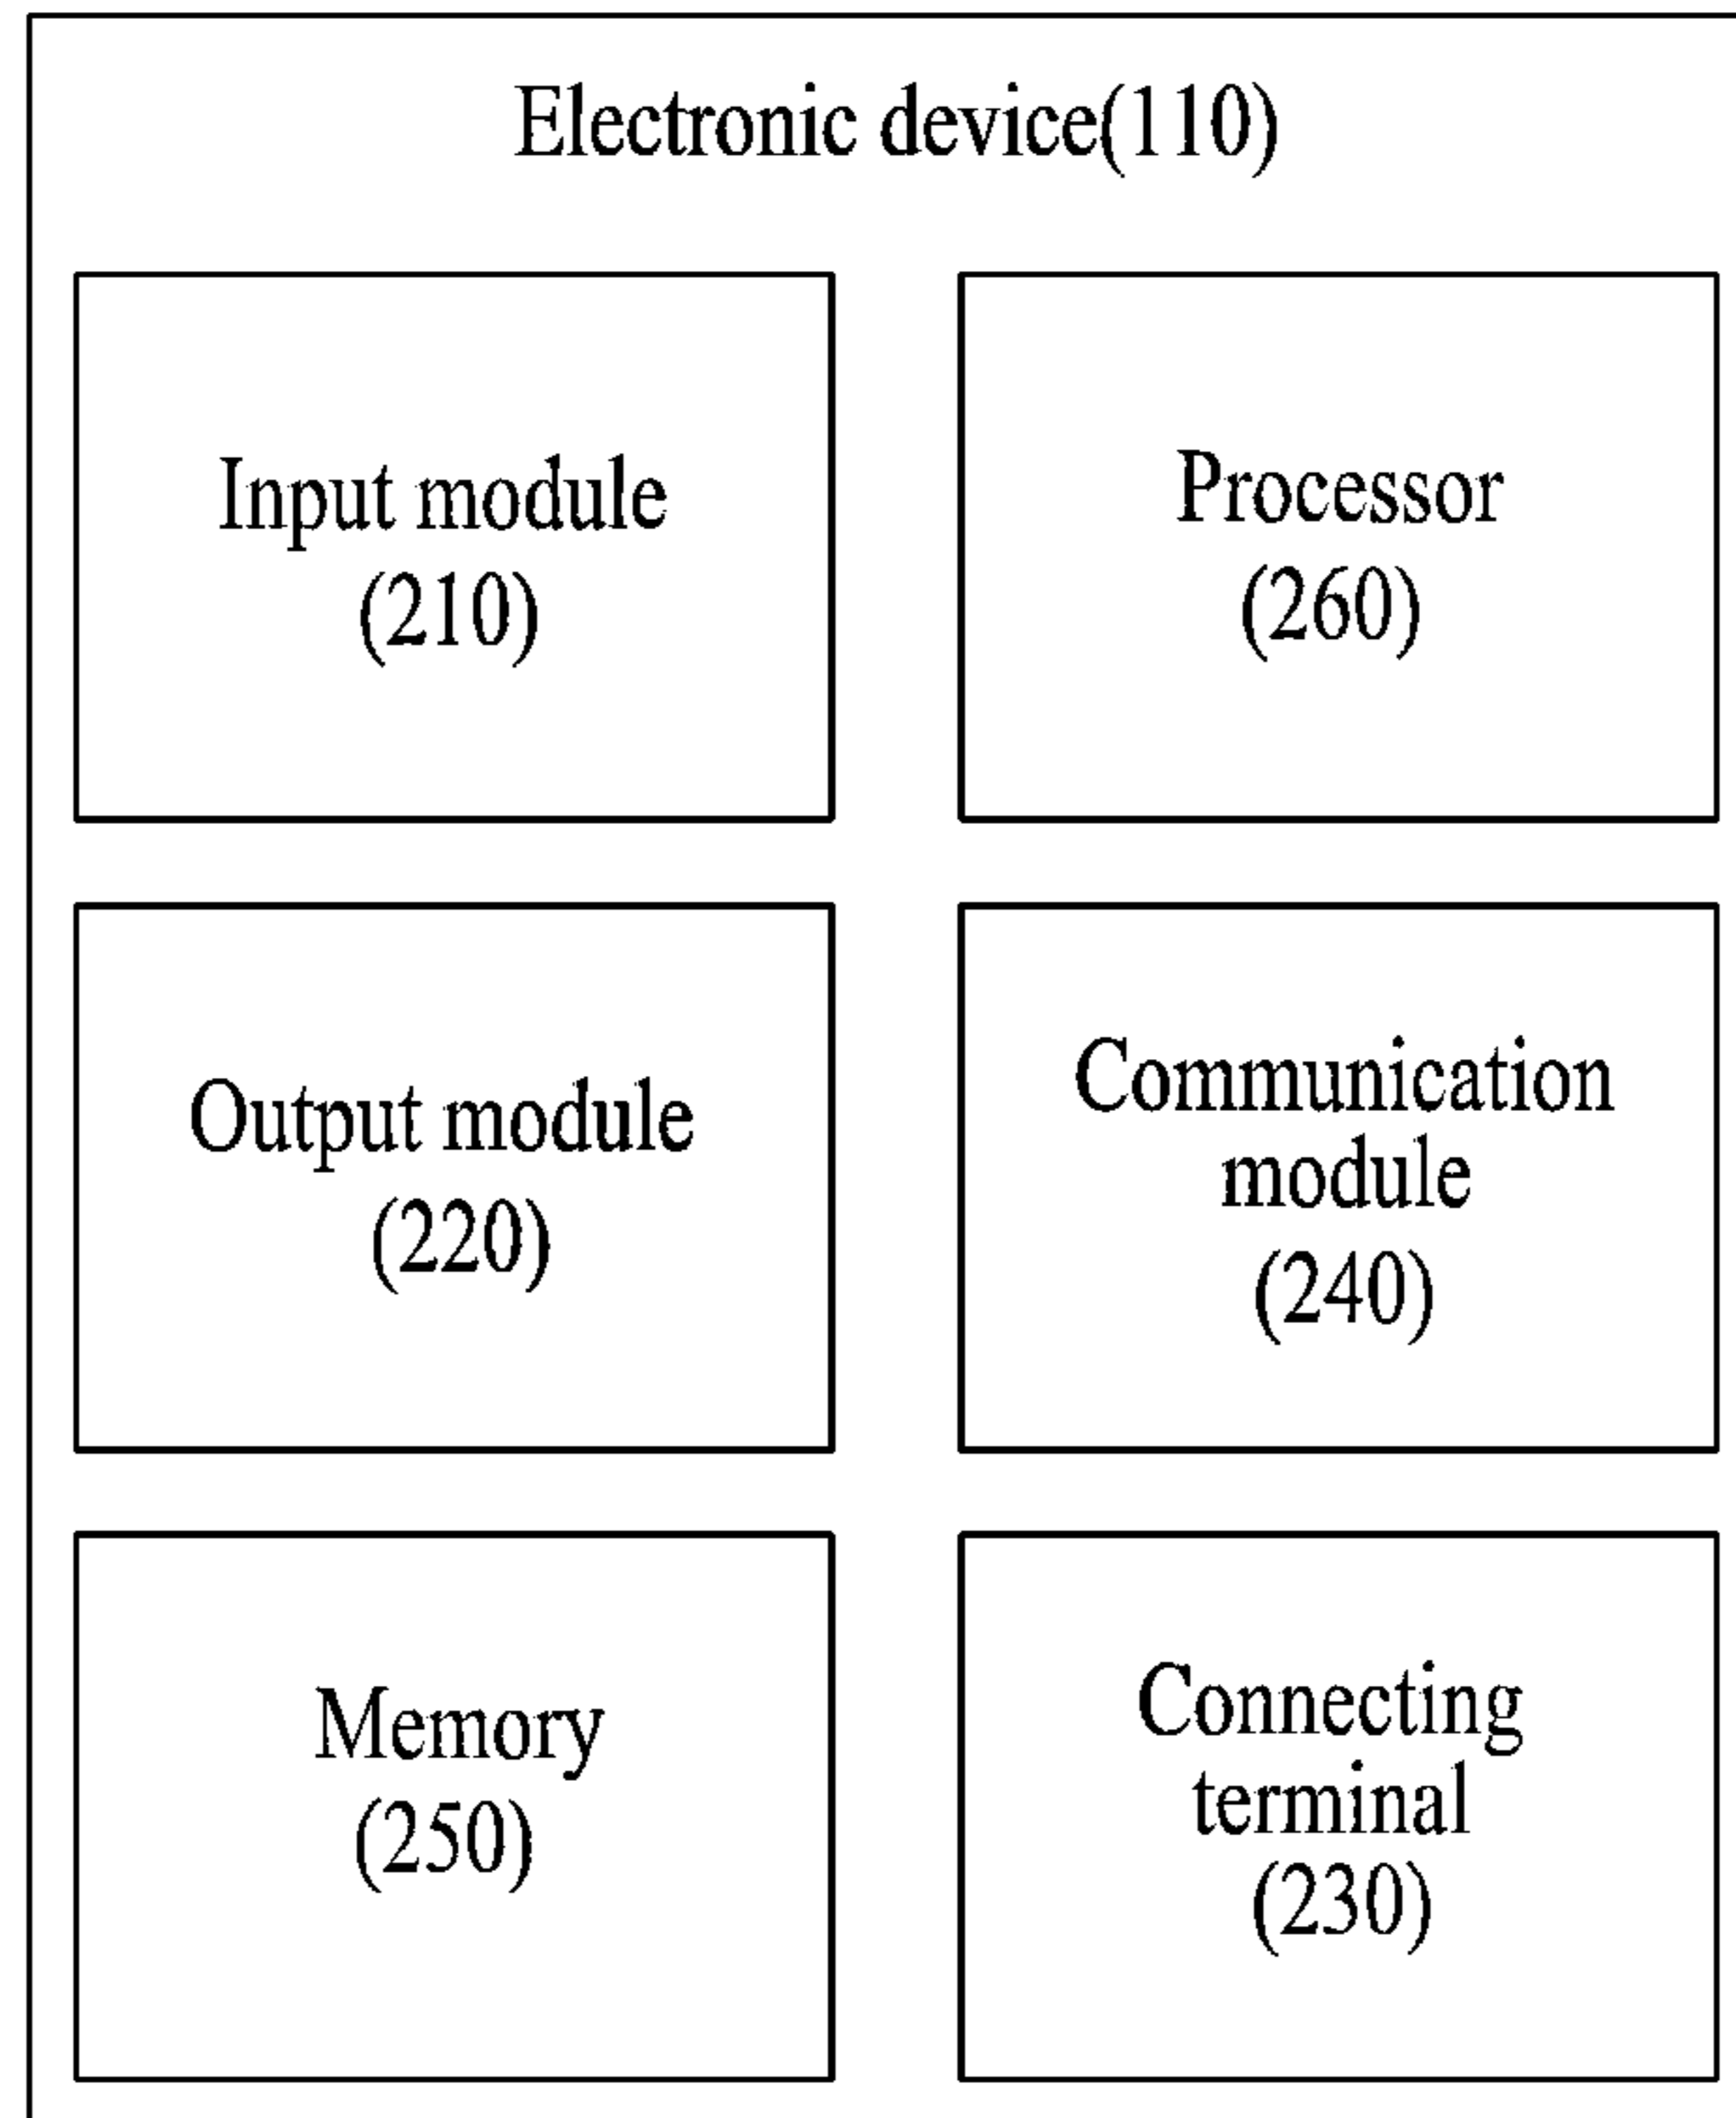 Electronic device(110)
Input module
(210)
Processor
(260)
Output module
(220)
Communication
module
(240)
Memory
(250)
Connecting
terminal
(230)